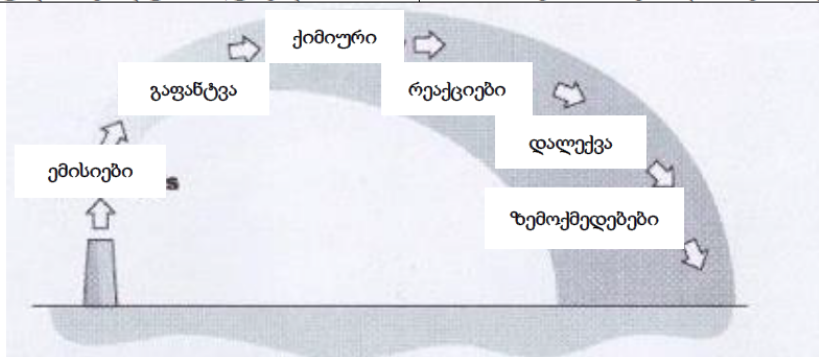 ქიმიური
გაფანტვა
რეაქციები
დალექვა
ემისიები
s
ზემოქმედებები